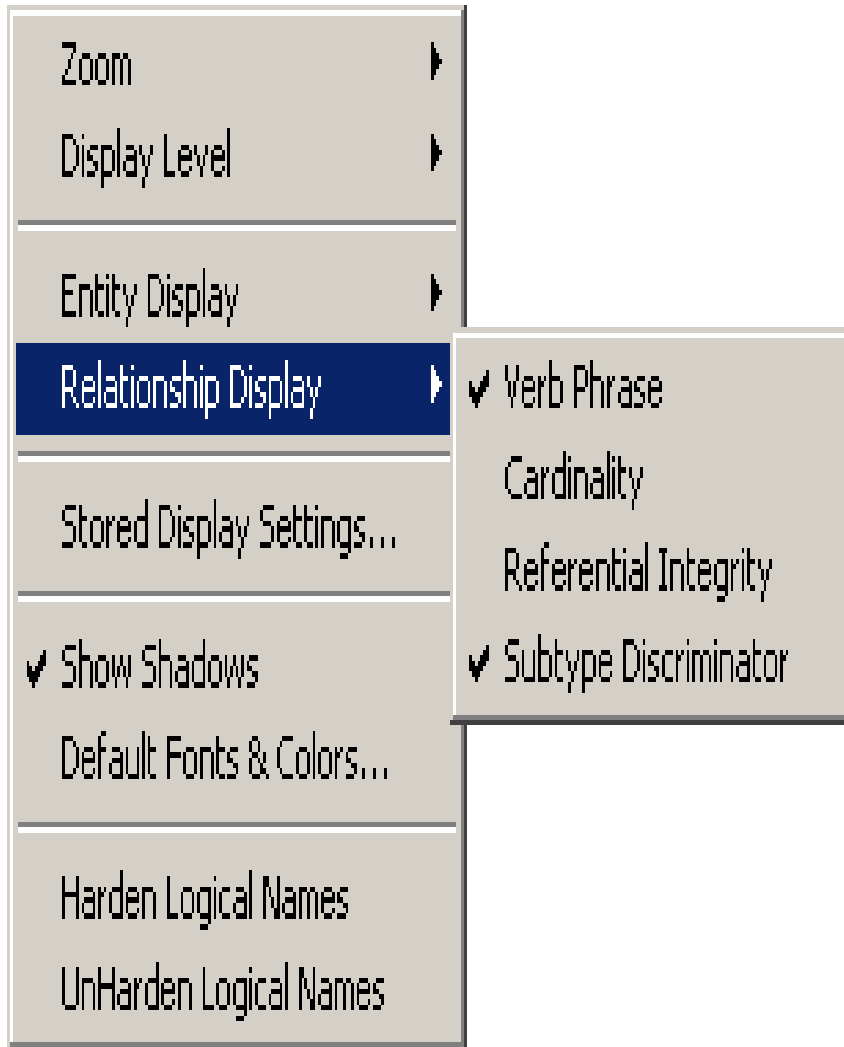 Zoom
Display Level
Entity Display
Relationship Display
Stored Display Settings...
Show Shadows
Default Fonts & Colors...
Harden Logical Names
UnHarden Logical Names
Verb Phrase
Cardinality
Referential Integrity
Subtype Discriminator